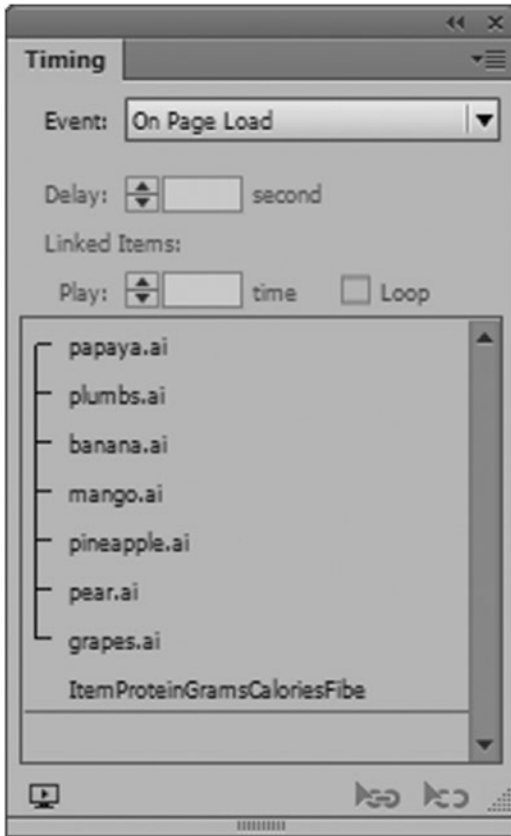 Timing
Event: On Page Load
Delay: second
Linked Items:
Play: time Loop
papaya.ai
plumbs.ai
banana.ai
mango.ai
pineapple.ai
pear.ai
grapes.ai
ItemProteinGramsCaloriesFibe